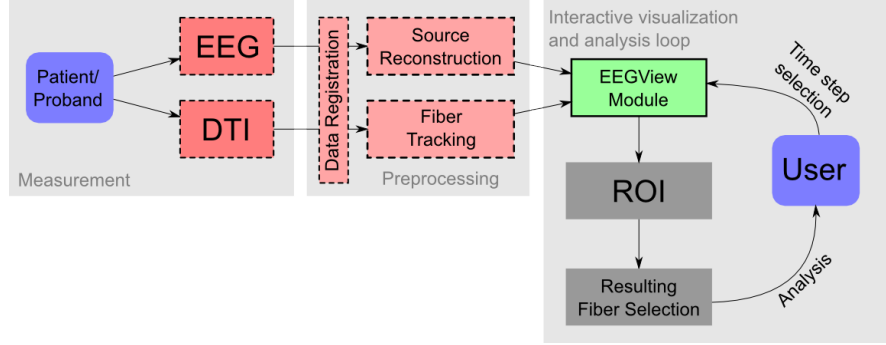 Patient/
Proband
EEG
DTI
Measurement
Data Registration
Source
Reconstruction
Fiber
Tracking
Preprocessing
Interactive visualization
and analysis loop
EEGView
Module
ROI
Resulting
Fiber Selection
Time step
selection
User
Analysis